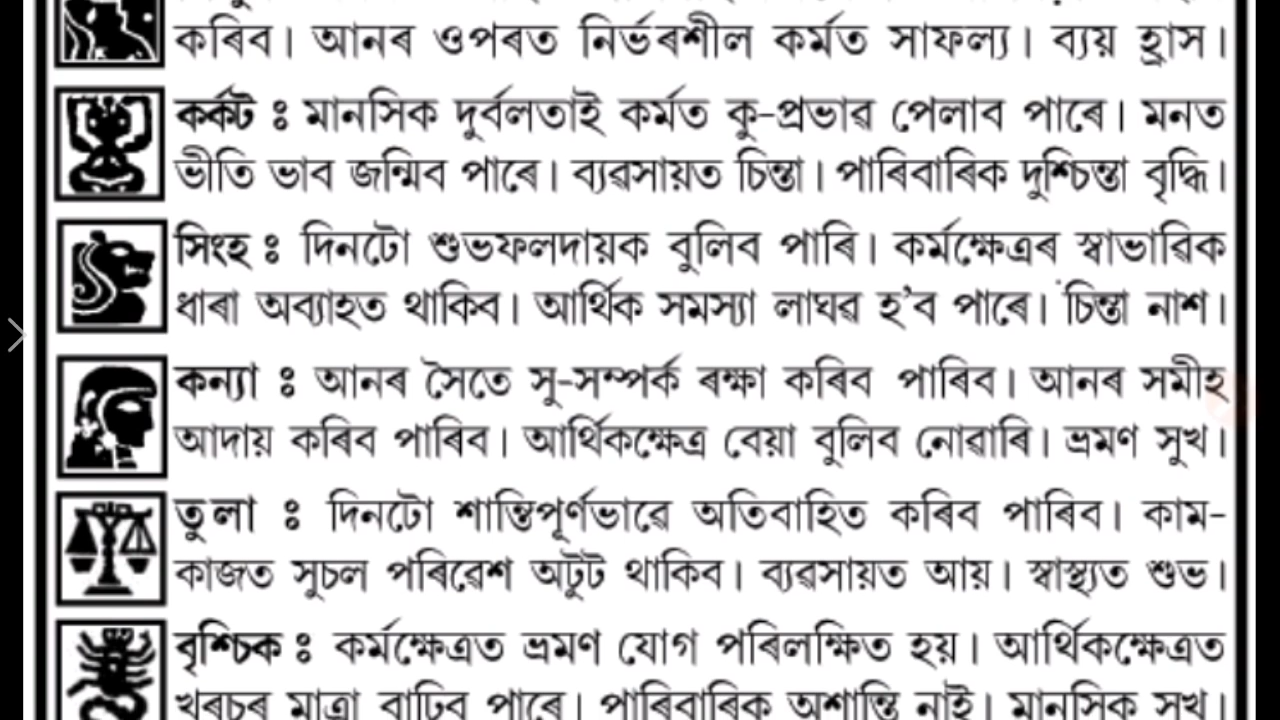 কৰিব। আনৰ ওপৰত নিৰ্ভৰশীল কৰ্মত সাফল্য। ব্যয় হ্ৰাস।
কৰ্কট ঃ মানসিক দুৰ্বলতাই কৰ্মত কু-প্ৰভাৱ পেলাব পাৰে। মনত
ভীতি ভাব জন্মিব পাৰে। ব্যৱসায়ত চিন্তা। পাৰিবাৰিক দুশ্চিন্তা বৃদ্ধি।
সিংহ ঃ দিনটো শুভফলদায়ক বুলিব পাৰি। কৰ্মক্ষেত্ৰৰ স্বাভাৱিক
ধাৰা অব্যাহত থাকিব। আৰ্থিক সমস্যা লাঘৱ হ'ব পাৰে। চিন্তা নাশ।
কন্যা ঃ আনৰ সৈতে সু-সম্পৰ্ক ৰক্ষা কৰিব পাৰিব। আনৰ সমীহ
আদায় কৰিব পাৰিব। আৰ্থিকক্ষেত্ৰ বেয়া বুলিব নোৱাৰি। ভ্ৰমণ সুখ।
তুলা ঃ দিনটো শান্তিপূৰ্ণভাৱে অতিবাহিত কৰিব পাৰিব। কাম-
কাজত সুচল পৰিৱেশ অটুট থাকিব। ব্যৱসায়ত আয়। স্বাস্থ্যত শুভ।
বৃশ্চিক ঃ কৰ্মক্ষেত্ৰত ভ্ৰমণ যোগ পৰিলক্ষিত হয়। আৰ্থিকক্ষেত্ৰত
খৰচৰ মাত্ৰা বাঢ়িব পাৰে। পাৰিবাৰিক অশান্তি নাই। মানসিক সুখ।